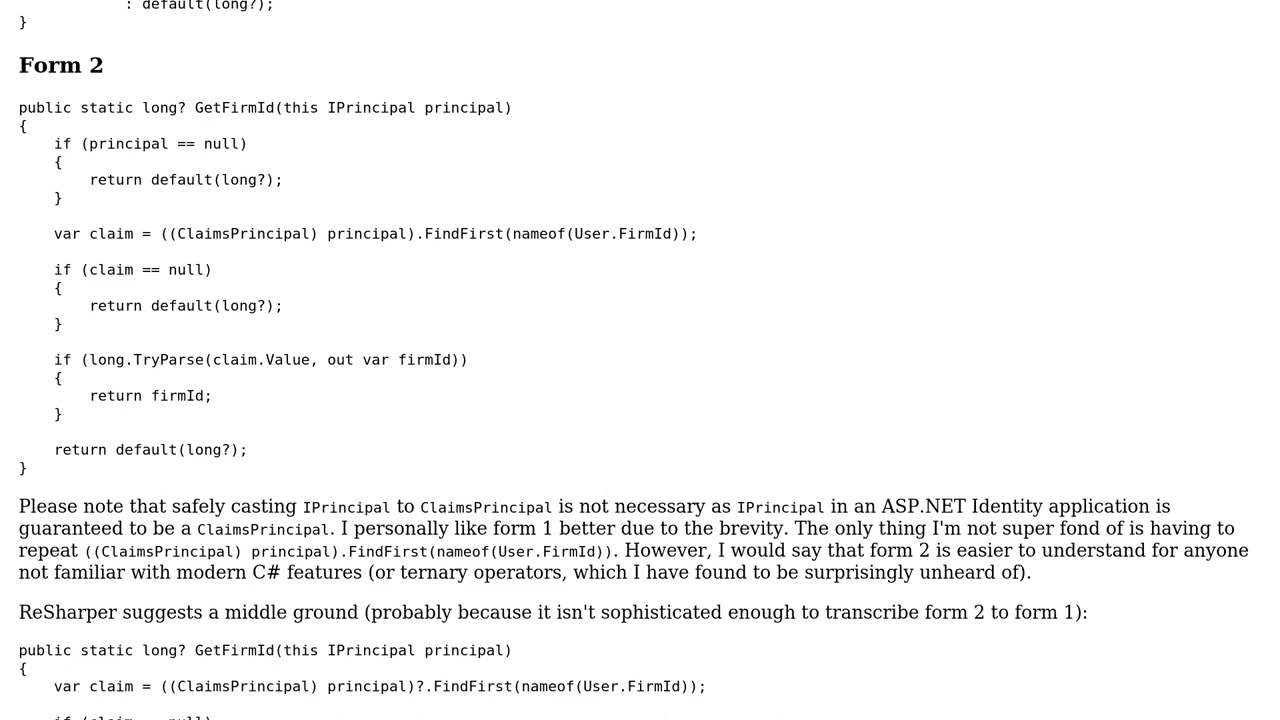 : default(long?);
}
Form 2
public static long? GetFirmId(this IPrincipal principal)
{
    if (principal == null)
    {
        return default(long?);
    }
    var claim = ((ClaimsPrincipal) principal).FindFirst(nameof(User.FirmId));
    if (claim == null)
    {
        return default(long?);
    }
    if (long.TryParse(claim.Value, out var firmId))
    {
        return firmId;
    }
    return default(long?);
}
Please note that safely casting IPrincipal to ClaimsPrincipal is not necessary as IPrincipal in an ASP.NET Identity application is
guaranteed to be a ClaimsPrincipal. I personally like form 1 better due to the brevity. The only thing I'm not super fond of is having to
repeat ((ClaimsPrincipal) principal).FindFirst(nameof(User.FirmId)). However, I would say that form 2 is easier to understand for anyone
not familiar with modern C# features (or ternary operators, which I have found to be surprisingly unheard of).
ReSharper suggests a middle ground (probably because it isn't sophisticated enough to transcribe form 2 to form 1):
public static long? GetFirmId(this IPrincipal principal)
{
    var claim = ((ClaimsPrincipal) principal)?.FindFirst(nameof(User.FirmId));
    if (claim == null)